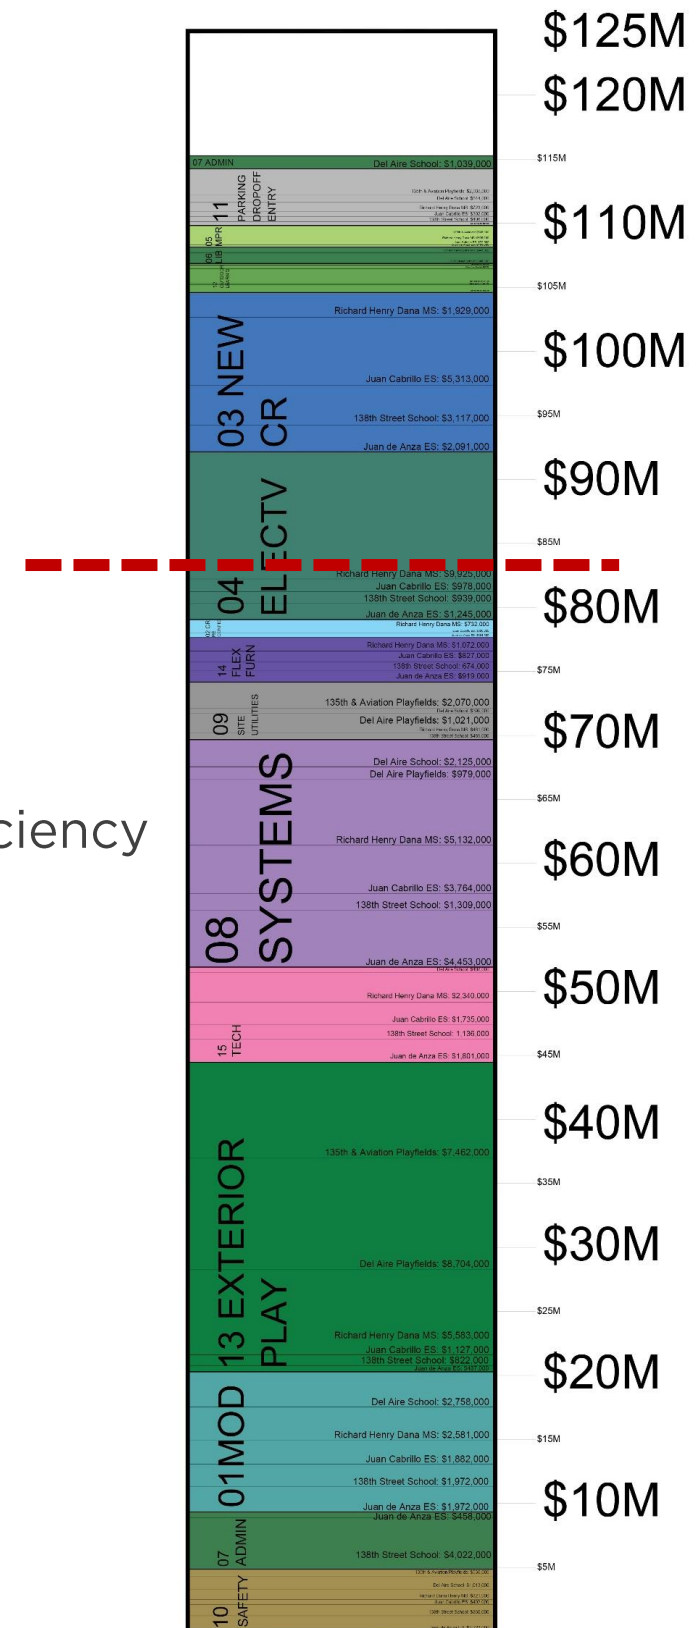 $125M
$120M
07 ADMIN
Del Aire School: $1,039,000
$115M
11
PARKING
DROPOFF
ENTRY
$110M
05
MPR
06
LIB
$105M
03 NEW
CR
Richard Henry Dana MS: $1,929,000
Juan Cabrillo ES: $5,313,000
138th Street School: $3,117,000
Juan de Anza ES: $2,091,000
$100M
$95M
04
ELECTV
$90M
$85M
Richard Henry Dana MS: $9,925,000
Juan Cabrillo ES: $978,000
138th Street School: $939,000
Juan de Anza ES: $1,245,000
$80M
Richard Henry Dana MS: $732,000
14
FLEX
FURN
Richard Henry Dana MS: $1,072,000
Juan Cabrillo ES: $827,000
138th Street School: 674,000
Juan de Anza ES: $919,000
$75M
09
SITE
UTILITIES
135th & Aviation Playfields: $2,070,000
Del Aire Playfields: $1,021,000
$70M
08
SYSTEMS
Del Aire School: $2,125,000
Del Aire Playfields: $979,000
Richard Henry Dana MS: $5,132,000
Juan Cabrillo ES: $3,764,000
138th Street School: $1,309,000
Juan de Anza ES: $4,453,000
$65M
ciency
$60M
$55M
15
TECH
Richard Henry Dana MS: $2,340,000
Juan Cabrillo ES: $1,735,000
138th Street School: 1,136,000
Juan de Anza ES: $1,801,000
$50M
$45M
13 EXTERIOR
PLAY
135th & Aviation Playfields: $7,462,000
Del Aire Playfields: $8,704,000
Richard Henry Dana MS: $5,583,000
Juan Cabrillo ES: $1,127,000
138th Street School: $822,000
$40M
$35M
$30M
$25M
$20M
01MOD
Del Aire School: $2,758,000
Richard Henry Dana MS: $2,581,000
Juan Cabrillo ES: $1,882,000
138th Street School: $1,972,000
Juan de Anza ES: $1,972,000
$15M
$10M
07
ADMIN
Juan de Anza ES: $458,000
138th Street School: $4,022,000
$5M
10
SAFETY